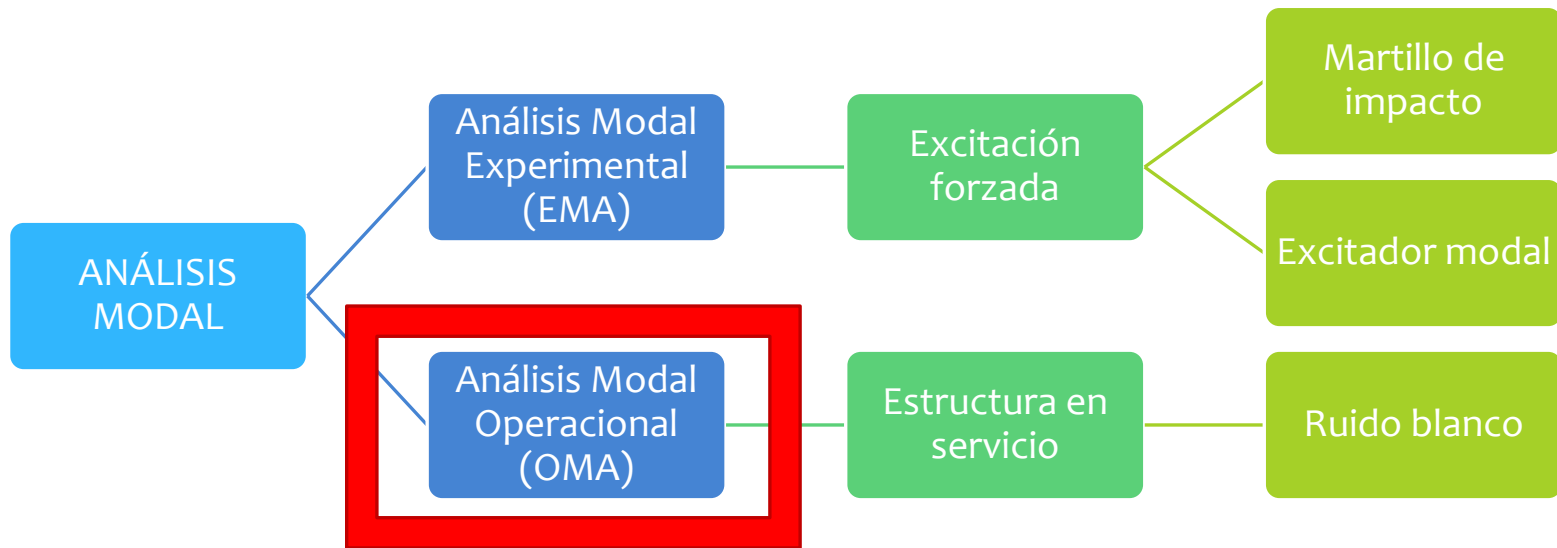 ANÁLISIS
MODAL
Análisis Modal
Experimental
(EMA)
Excitación
forzada
Martillo de
impacto
Excitador modal
Análisis Modal
Operacional
(OMA)
Estructura en
servicio
Ruido blanco